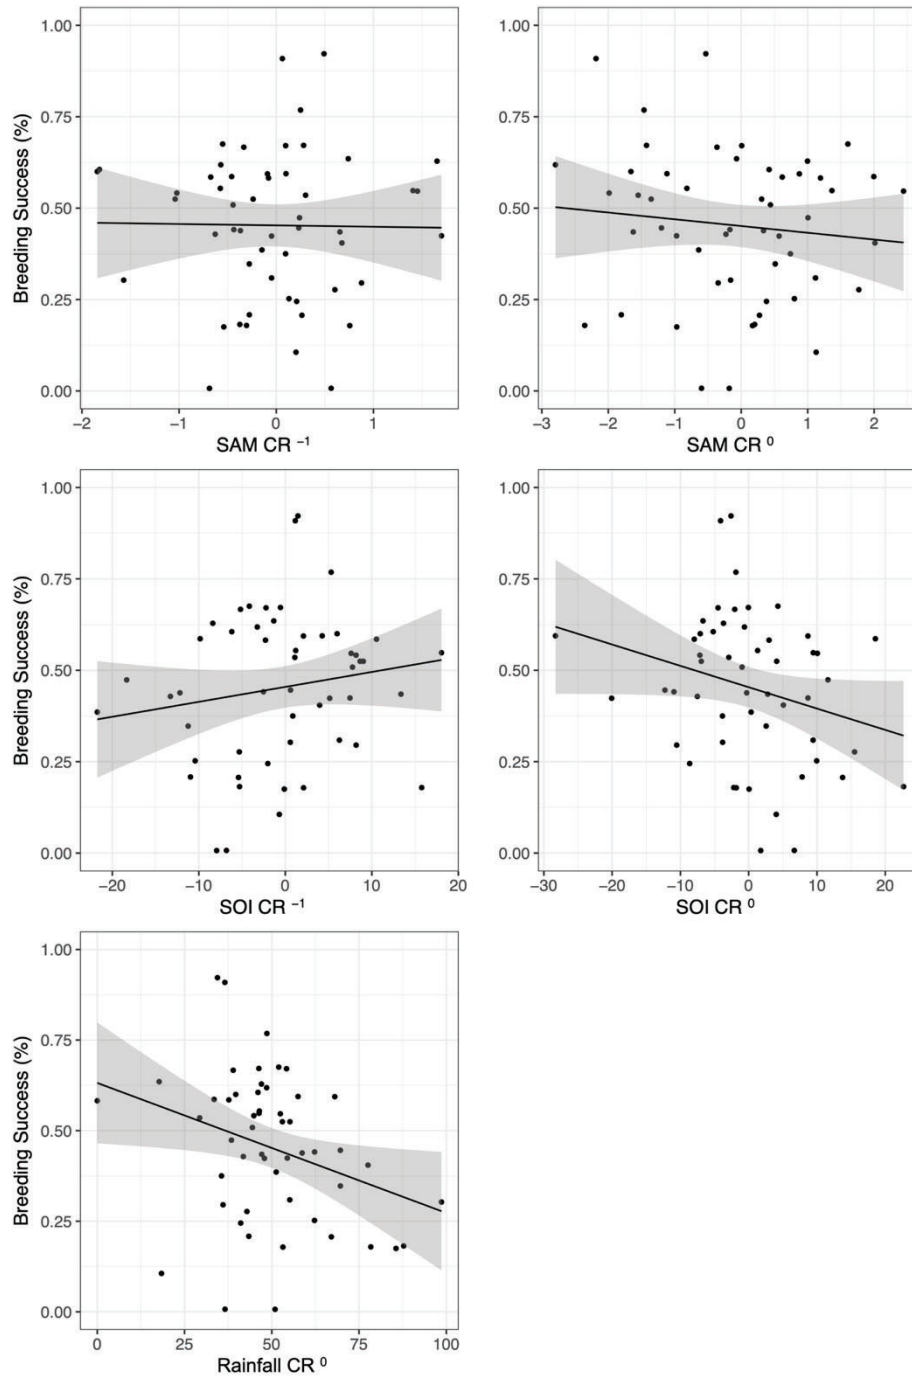 1.00
0.75
0.50
0.25
0.00
Breeding Success (%)
−2 −1 0 1
SAM CR ⁻¹
−3 −2 −1 0 1 2
SAM CR ⁰
1.00
0.75
0.50
0.25
0.00
1.00
0.75
0.50
0.25
0.00
Breeding Success (%)
−20 −10 0 10 20
SOI CR ⁻¹
1.00
0.75
0.50
0.25
0.00
−30 −20 −10 0 10 20
SOI CR ⁰
1.00
0.75
0.50
0.25
0.00
Breeding Success (%)
0 25 50 75 100
Rainfall CR ⁰